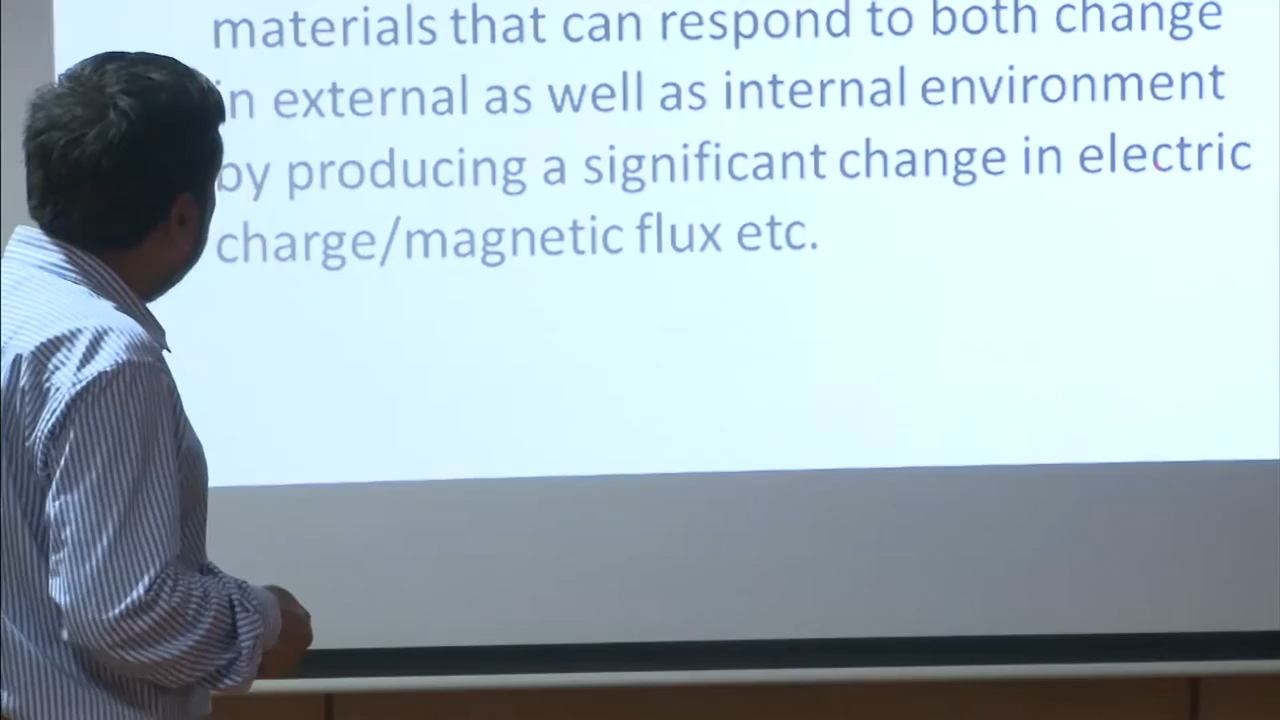 materials that can respond to both change
in external as well as internal environment
by producing a significant change in electric
charge/magnetic flux etc.